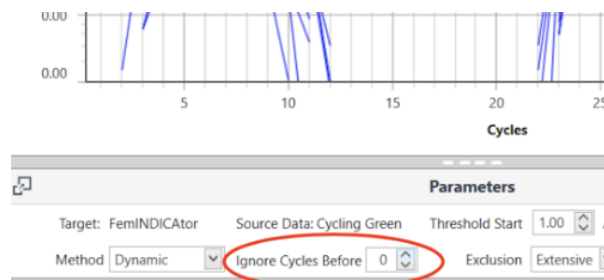 0.00
0.00
5 10 15 20 25
Cycles
Parameters
Target: FemINDICAtor Source Data: Cycling Green Threshold Start 1.00
Method Dynamic Ignore Cycles Before 0 Exclusion Extensive